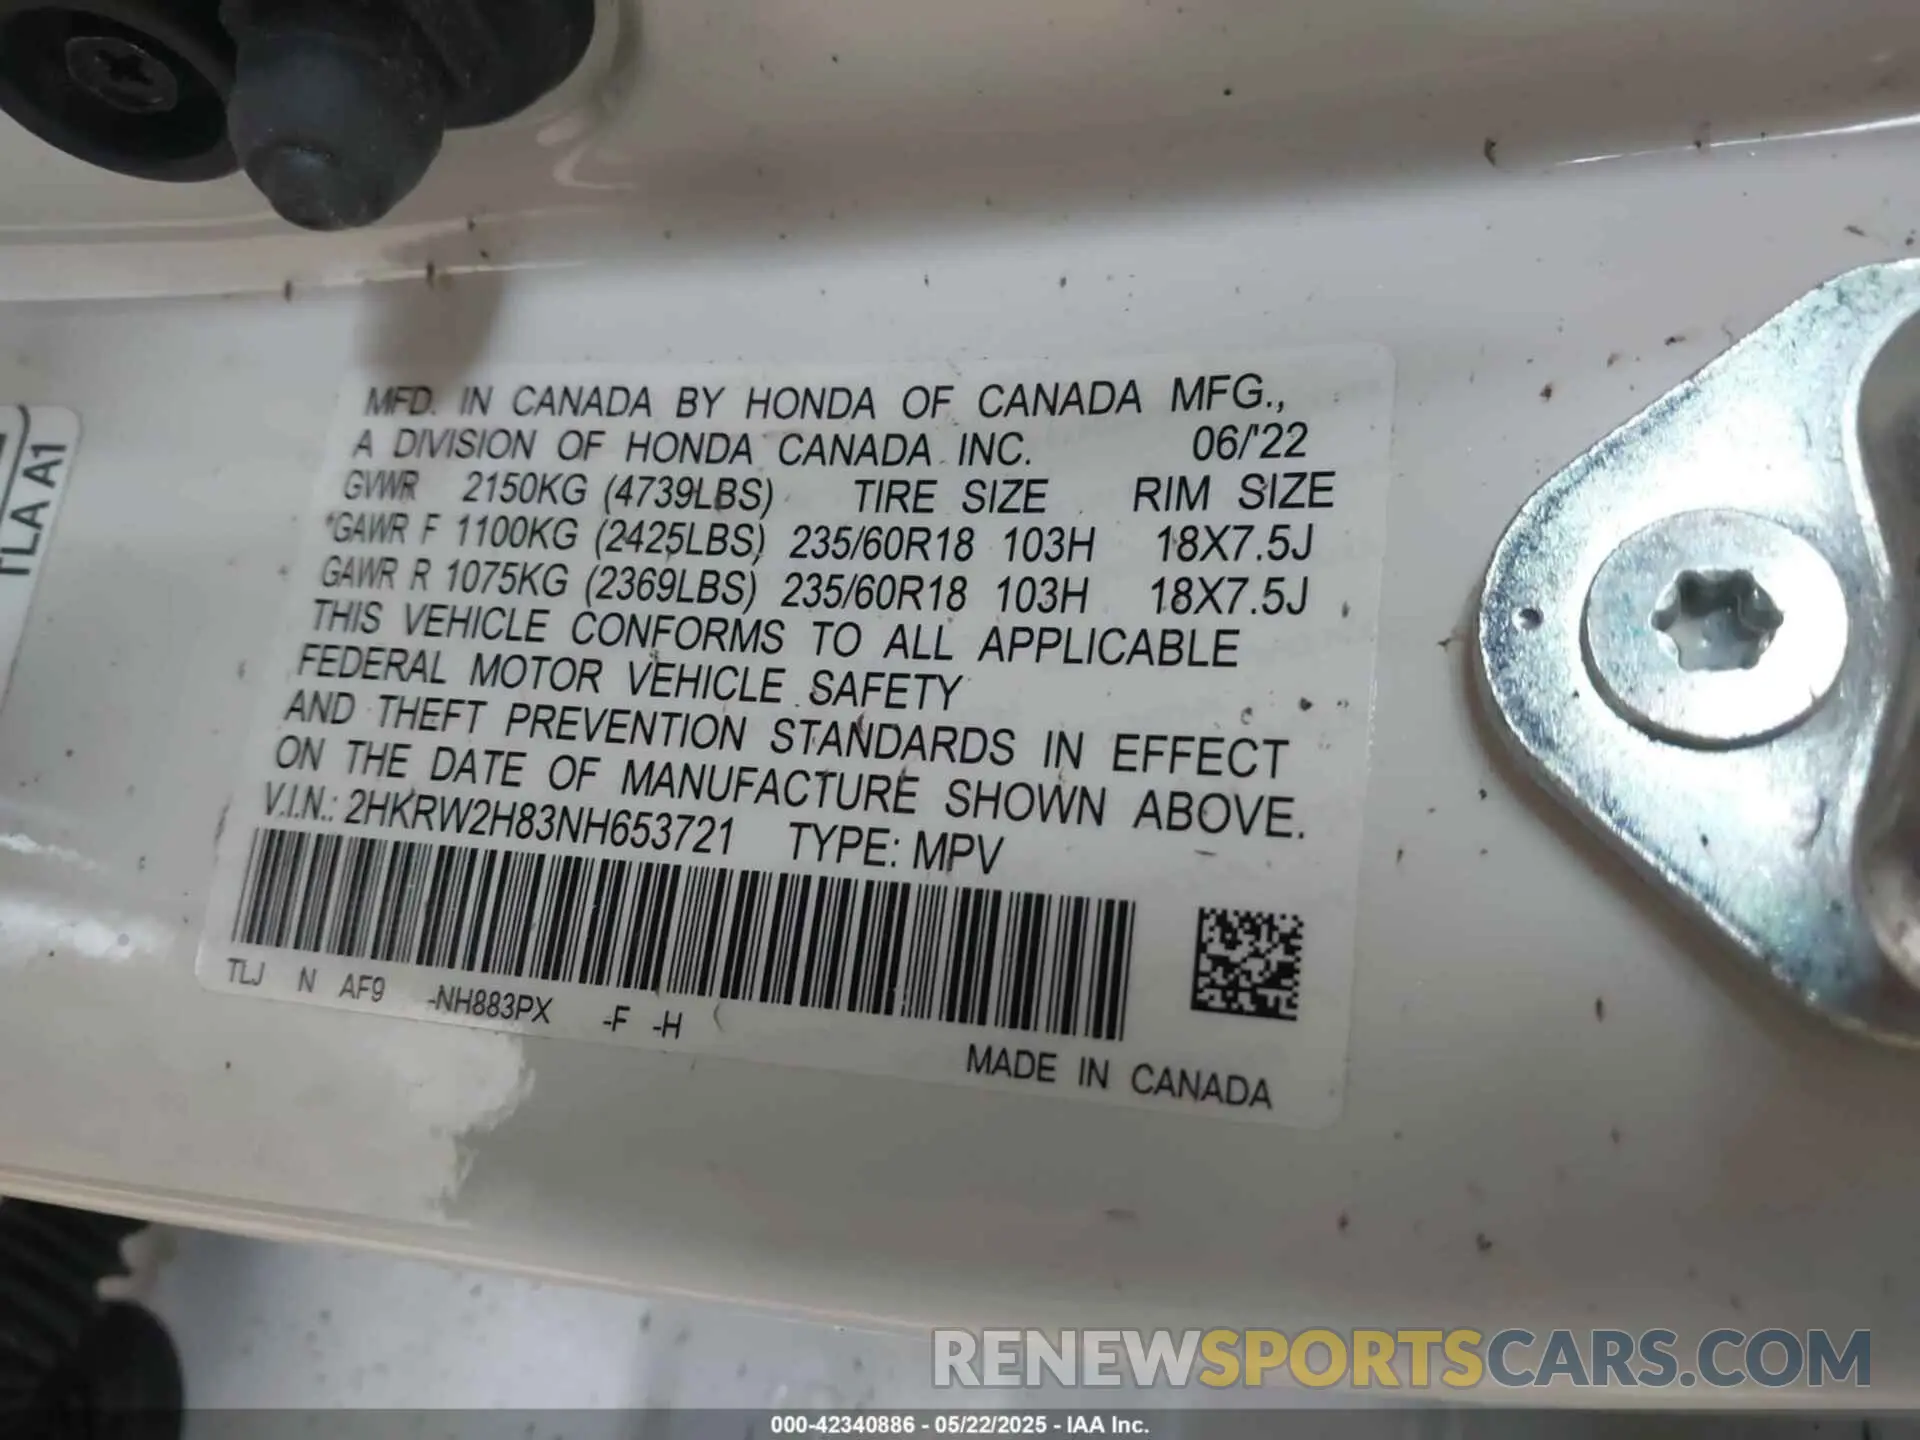 MFD. IN CANADA BY HONDA OF CANADA MFG.,
A DIVISION OF HONDA CANADA INC. 06/'22
GVWR 2150KG (4739LBS) TIRE SIZE RIM SIZE
*GAWR F 1100KG (2425LBS) 235/60R18 103H 18X7.5J
GAWR R 1075KG (2369LBS) 235/60R18 103H 18X7.5J
THIS VEHICLE CONFORMS TO ALL APPLICABLE
FEDERAL MOTOR VEHICLE SAFETY
AND THEFT PREVENTION STANDARDS IN EFFECT
ON THE DATE OF MANUFACTURE SHOWN ABOVE.
V.I.N.: 2HKRW2H83NH653721 TYPE: MPV
TLJ N AF9 -NH883PX -F -H
MADE IN CANADA
TLA A1
RENEWSPORTSCARS.COM
000-42340886 - 05/22/2025 - IAA Inc.